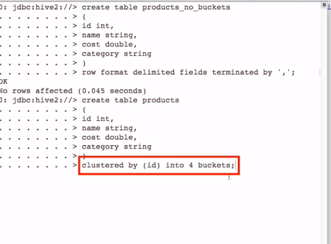 0: jdbc:hive2://> create table products_no_buckets
. . . . . . . . > (
. . . . . . . . > id int,
. . . . . . . . > name string,
. . . . . . . . > cost double,
. . . . . . . . > category string
. . . . . . . . > )
. . . . . . . . > row format delimited fields terminated by ',';
OK
No rows affected (0.045 seconds)
0: jdbc:hive2://> create table products
. . . . . . . . > (
. . . . . . . . > id int,
. . . . . . . . > name string,
. . . . . . . . > cost double,
. . . . . . . . > category string
. . . . . . . . > )
. . . . . . . . > clustered by (id) into 4 buckets;